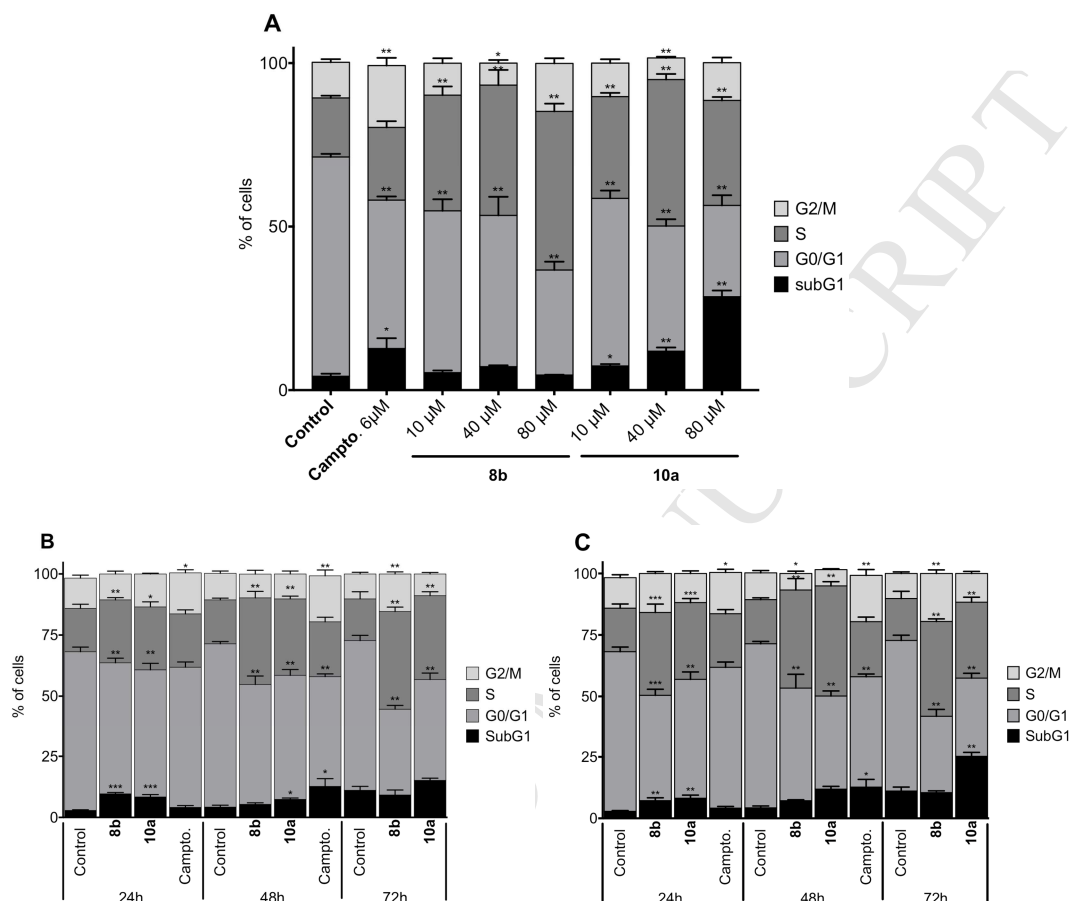 A
% of cells
100
50
0
** * ** **
** ** ** ** ** **
** ** ** ** ** ** **
* * ** **
Control
Campto. 6µM
10 µM
40 µM
80 µM
10 µM
40 µM
80 µM
8b
10a
G2/M
S
G0/G1
subG1
CRIPT
U
B
% of cells
100
75
50
25
0
Control
8b
10a
Campto.
Control
8b
10a
Campto.
Control
8b
10a
24h
48h
72h
G2/M
S
G0/G1
SubG1
C
% of cells
100
75
50
25
0
Control
8b
10a
Campto.
Control
8b
10a
Campto.
Control
8b
10a
24h
48h
72h
G2/M
S
G0/G1
SubG1